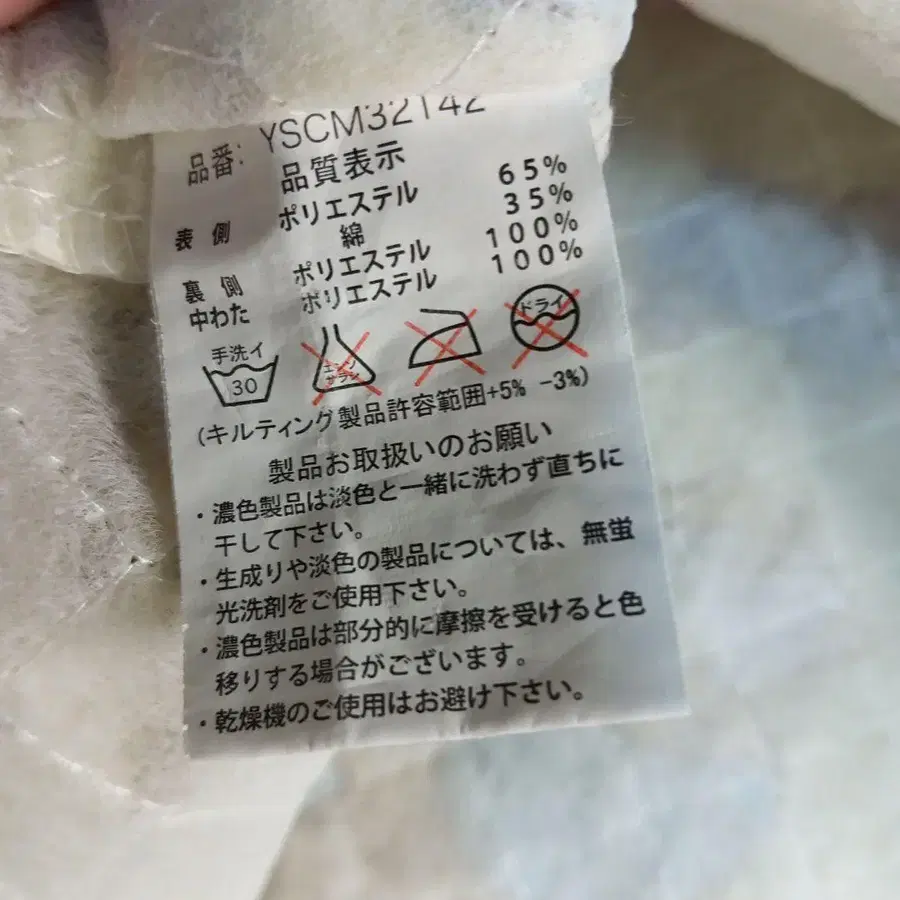 品番: YSCM32142
品質表示
表側 ポリエステル 65%
綿 35%
裏側 ポリエステル 100%
中わた ポリエステル 100%
手洗イ
30
エンソ
サラシ
ドライ
(キルティング製品許容範囲+5% -3%)
製品お取扱いのお願い
・濃色製品は淡色と一緒に洗わず直ちに
干して下さい。
・生成りや淡色の製品については、無蛍
光洗剤をご使用下さい。
・濃色製品は部分的に摩擦を受けると色
移りする場合がございます。
・乾燥機のご使用はお避け下さい。